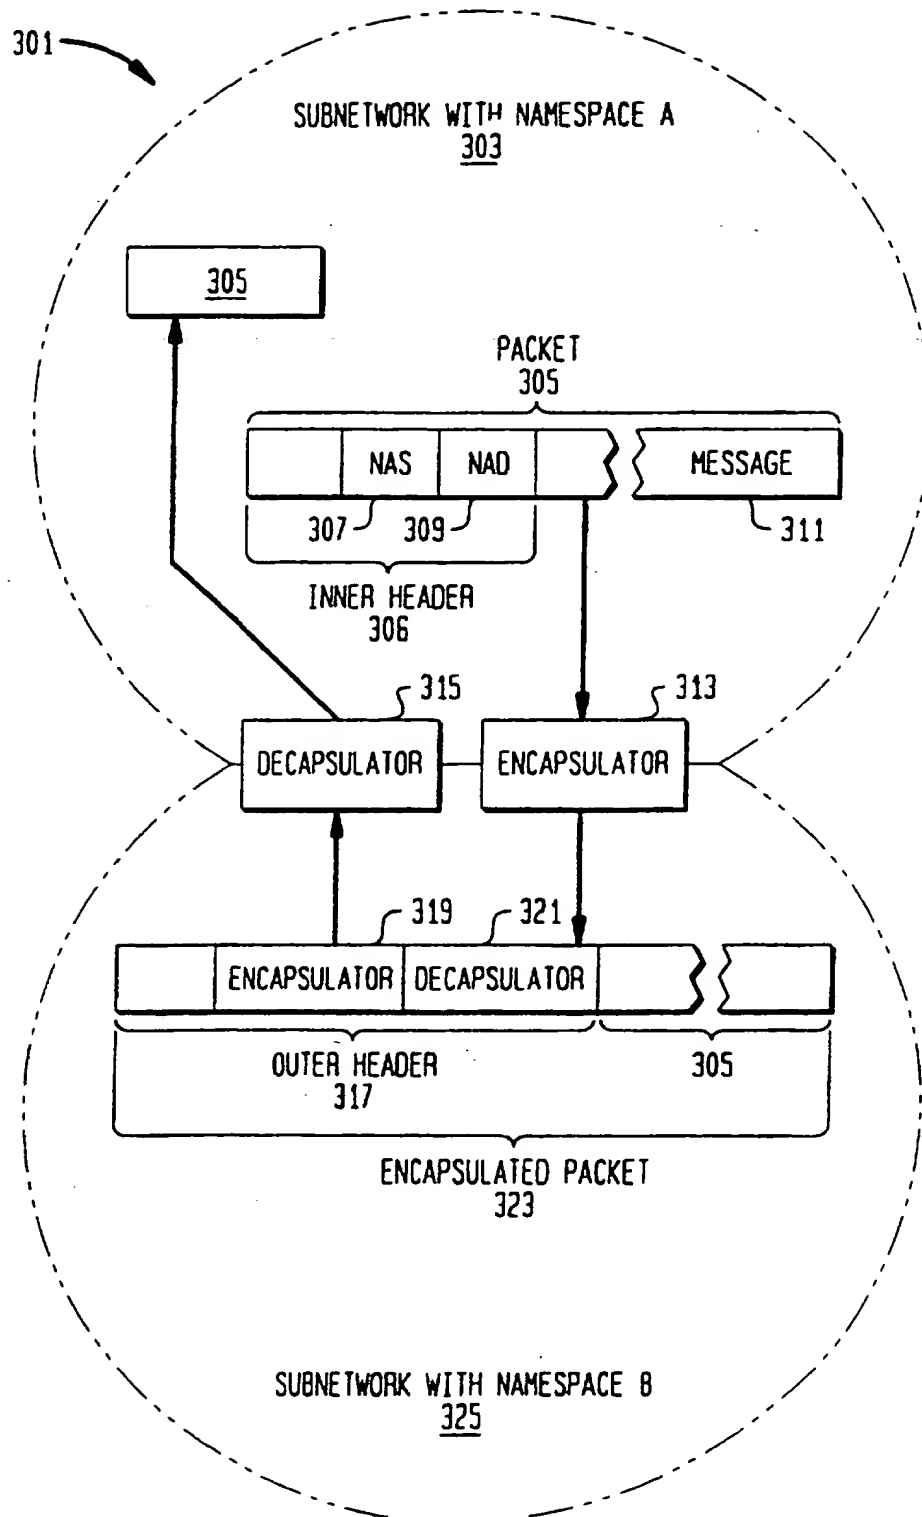 301
SUBNETWORK WITH NAMESPACE A
303
305
PACKET
305
NAS
NAD
MESSAGE
307
309
311
INNER HEADER
306
315
313
DECAPSULATOR
ENCAPSULATOR
319
321
ENCAPSULATOR
DECAPSULATOR
OUTER HEADER
317
305
ENCAPSULATED PACKET
323
SUBNETWORK WITH NAMESPACE B
325